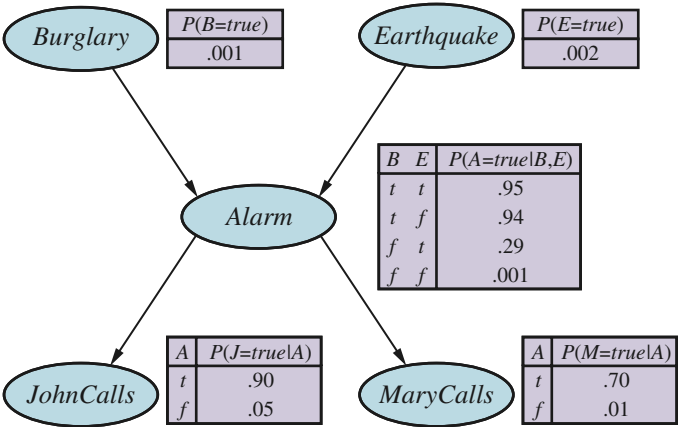 Burglary
P(B=true)
.001
Earthquake
P(E=true)
.002
Alarm
B E P(A=true|B,E)
t t .95
t f .94
f t .29
f f .001
JohnCalls
A P(J=true|A)
t .90
f .05
MaryCalls
A P(M=true|A)
t .70
f .01